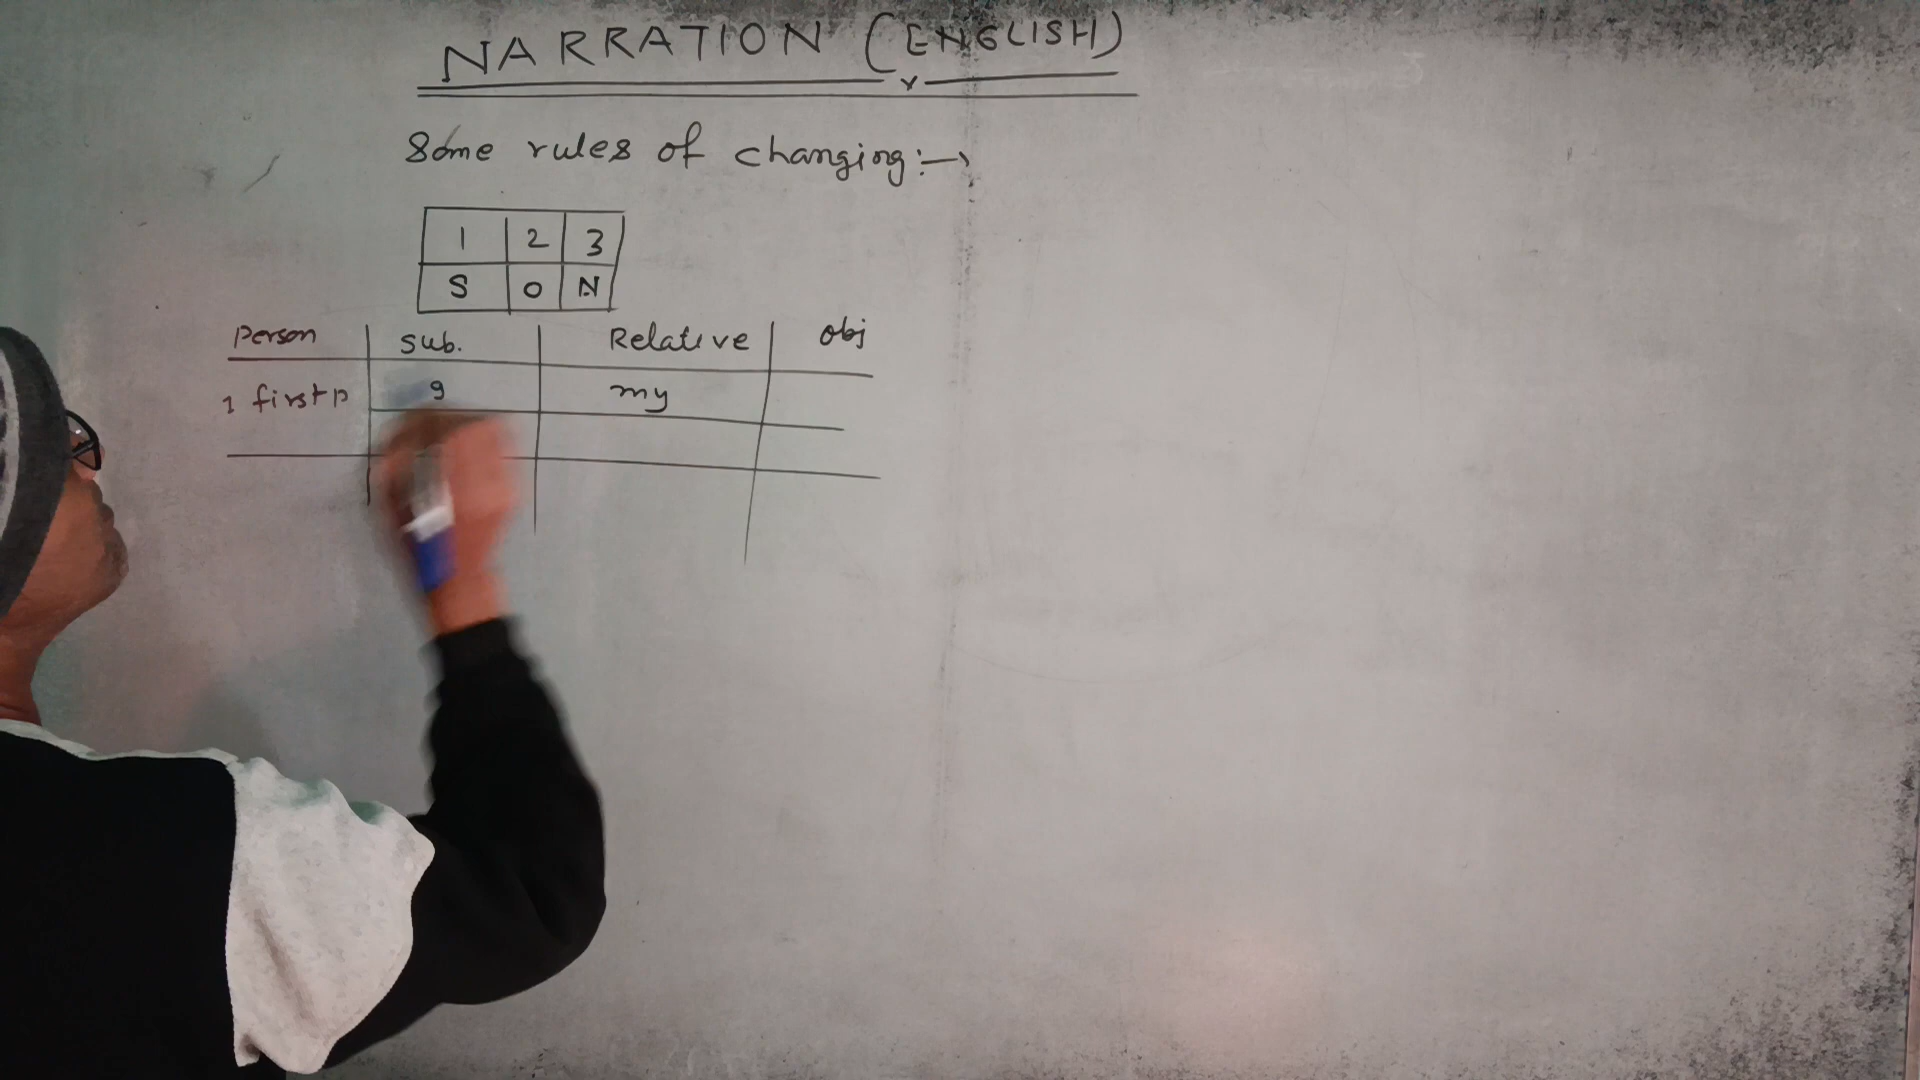 NARRATION (ENGLISH)
Some rules of changing :→
1 2 3
S O N
Person sub. Relative obj
1 first p I my